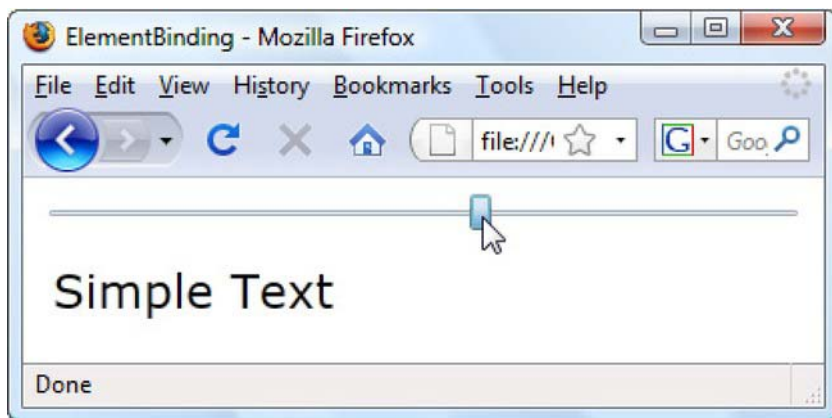 ElementBinding - Mozilla Firefox
File Edit View History Bookmarks Tools Help
file:/// G Goo
Simple Text
Done